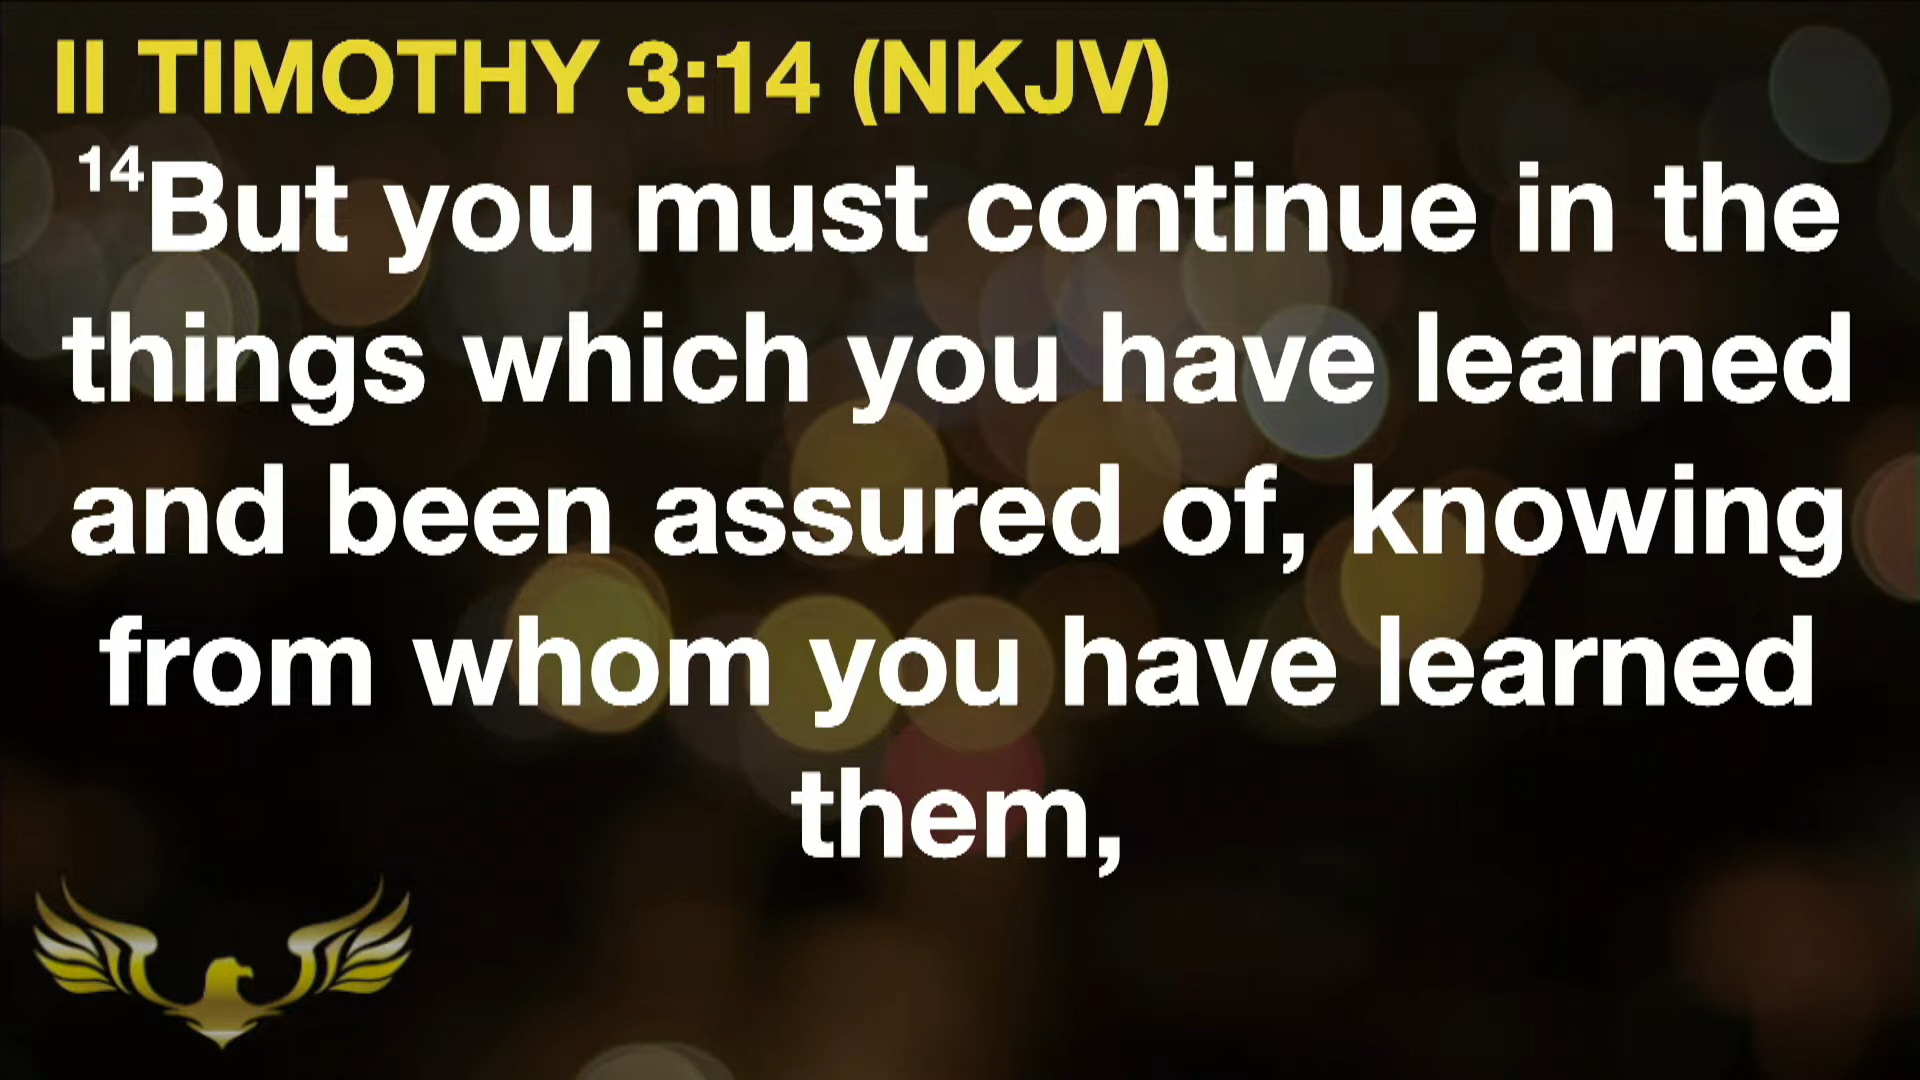 II TIMOTHY 3:14 (NKJV)
14But you must continue in the
things which you have learned
and been assured of, knowing
from whom you have learned
them,